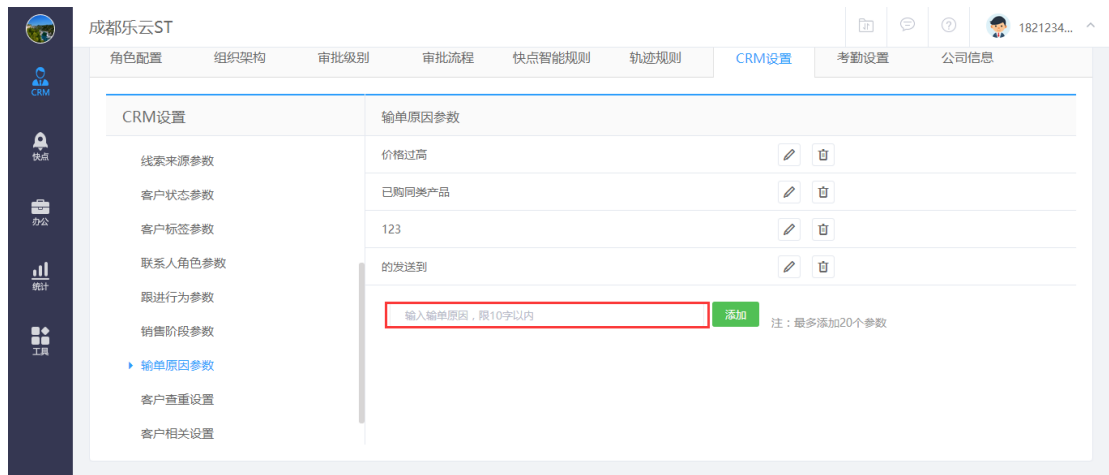 成都乐云ST
1821234...
角色配置 组织架构 审批级别 审批流程 快点智能规则 轨迹规则 CRM设置 考勤设置 公司信息
CRM
快点
办公
统计
工具
CRM设置
线索来源参数
客户状态参数
客户标签参数
联系人角色参数
跟进行为参数
销售阶段参数
输单原因参数
客户查重设置
客户相关设置
输单原因参数
价格过高
已购同类产品
123
的发送到
输入输单原因，限10字以内 添加 注：最多添加20个参数